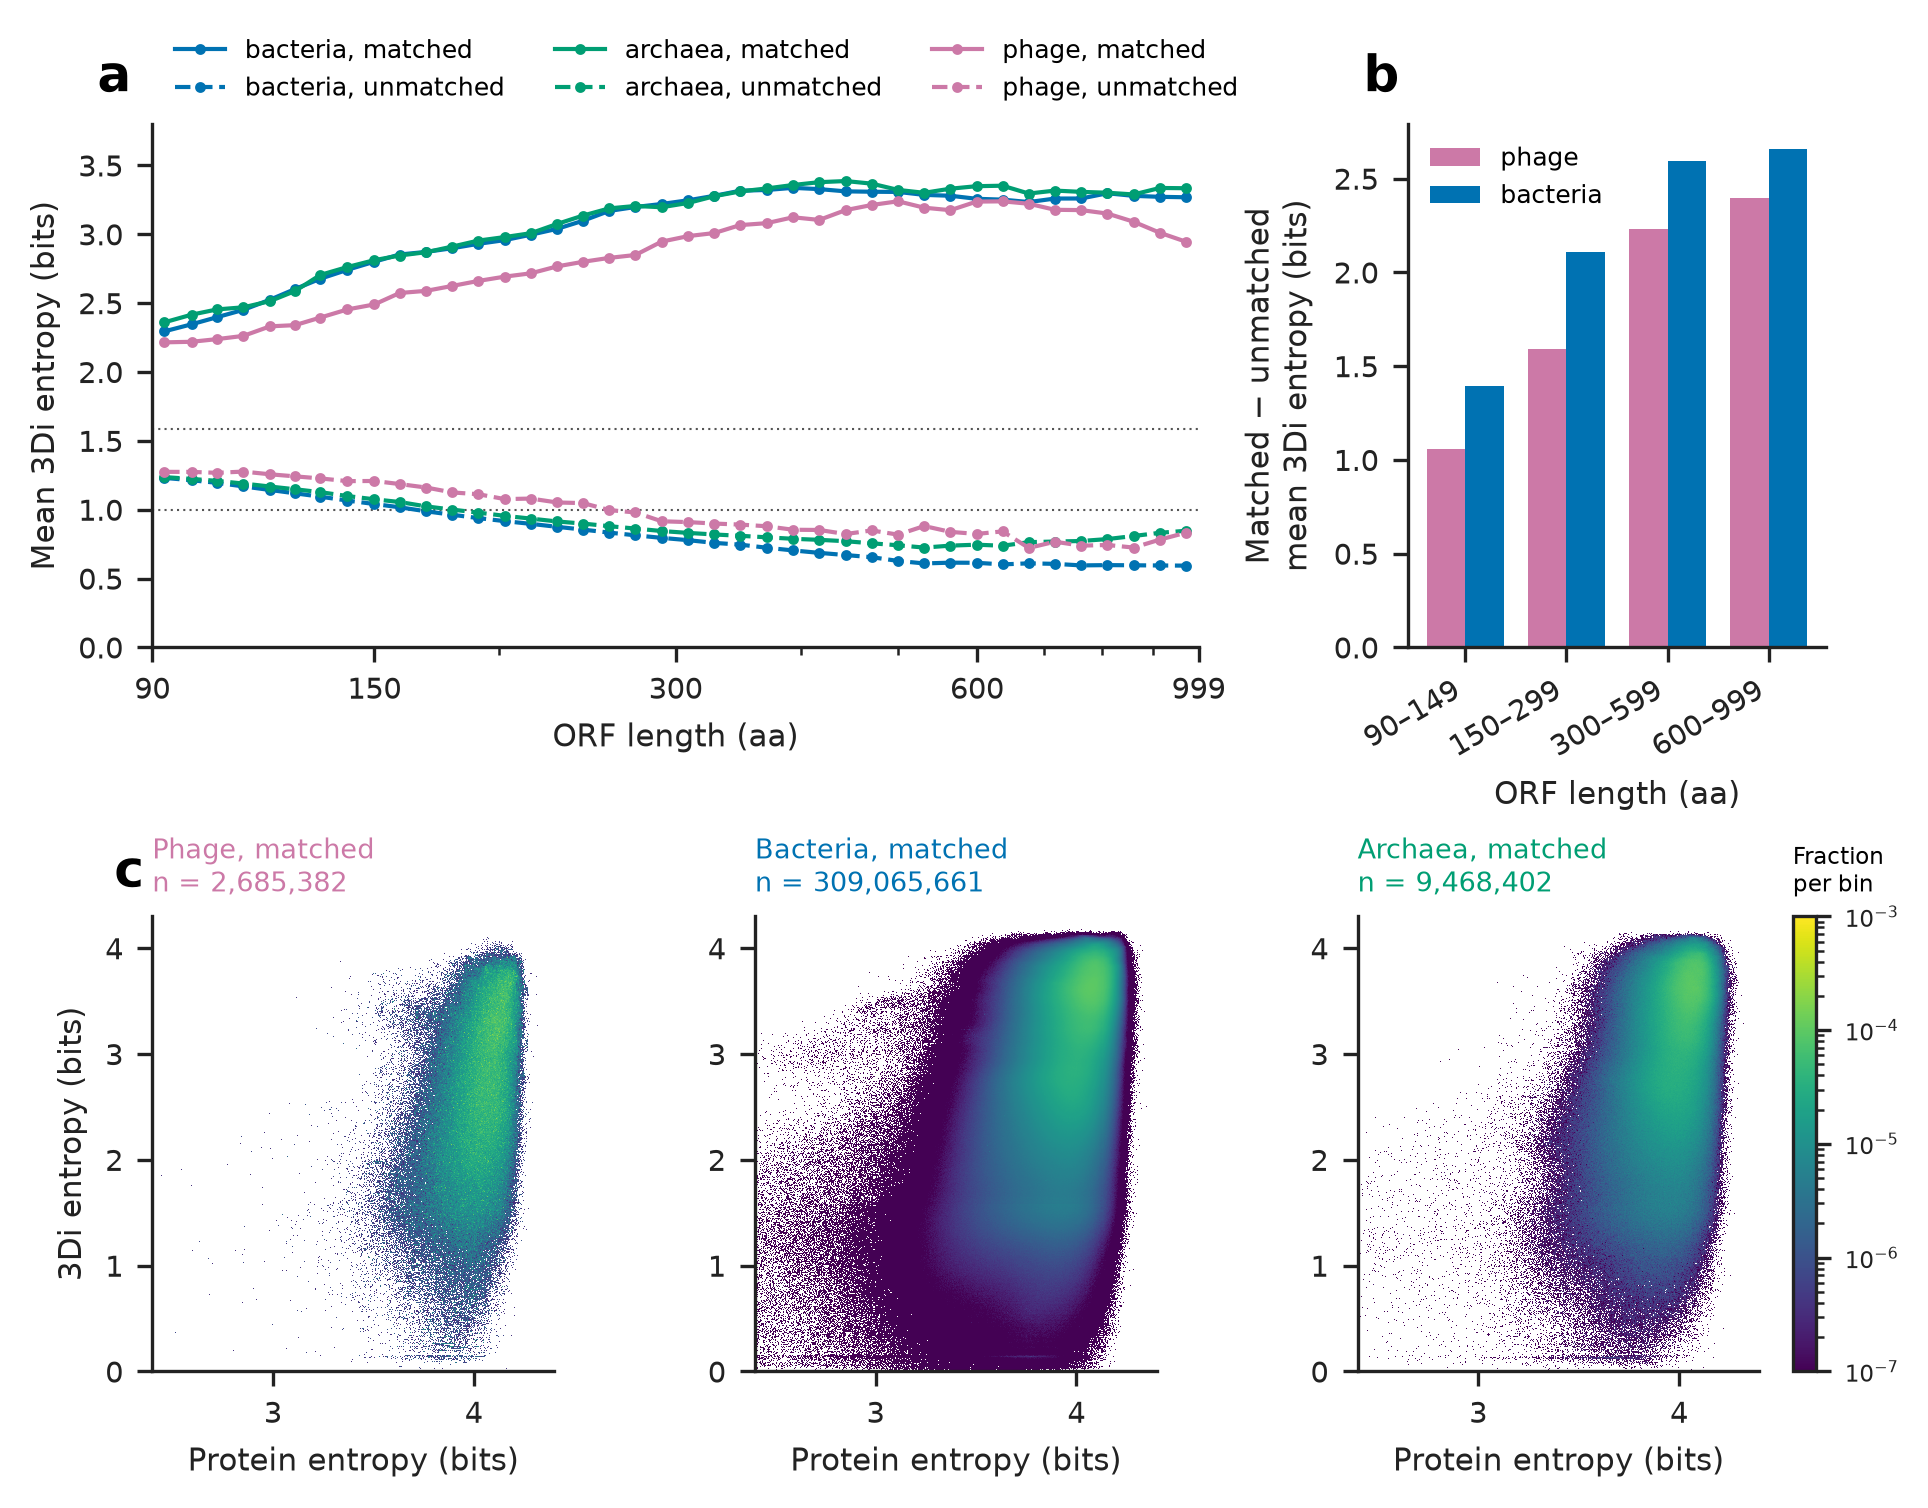 a
bacteria, matched
bacteria, unmatched
archaea, matched
archaea, unmatched
phage, matched
phage, unmatched
Mean 3Di entropy (bits)
3.5
3.0
2.5
2.0
1.5
1.0
0.5
0.0
90 150 300 600 999
ORF length (aa)
b
phage
bacteria
Matched − unmatched
mean 3Di entropy (bits)
2.5
2.0
1.5
1.0
0.5
0.0
90–149 150–299 300–599 600–999
ORF length (aa)
c
Phage, matched
n = 2,685,382
3Di entropy (bits)
4
3
2
1
0
3 4
Protein entropy (bits)
Bacteria, matched
n = 309,065,661
4
3
2
1
0
3 4
Protein entropy (bits)
Archaea, matched
n = 9,468,402
4
3
2
1
0
3 4
Protein entropy (bits)
Fraction
per bin
10⁻³
10⁻⁴
10⁻⁵
10⁻⁶
10⁻⁷